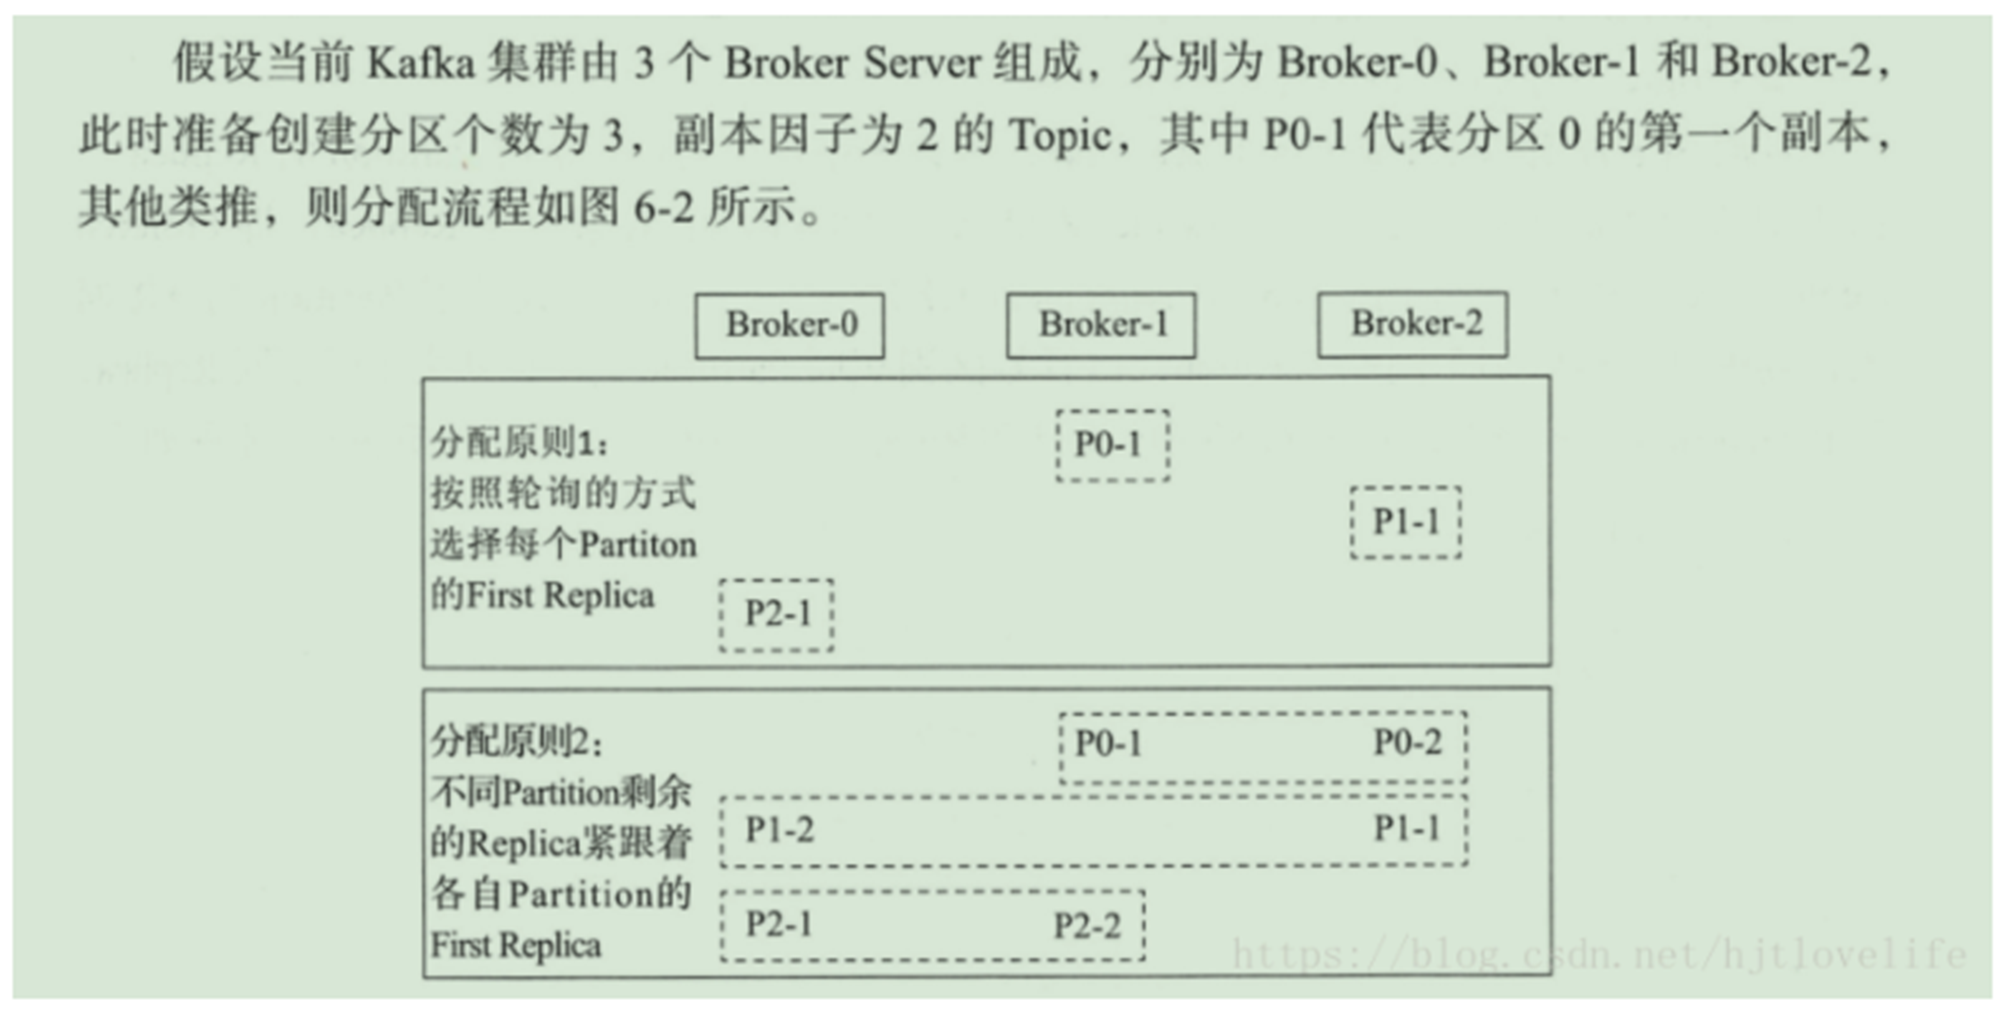 假设当前 Kafka 集群由 3 个 Broker Server 组成，分别为 Broker-0、Broker-1 和 Broker-2，
此时准备创建分区个数为 3，副本因子为 2 的 Topic，其中 P0-1 代表分区 0 的第一个副本，
其他类推，则分配流程如图 6-2 所示。
Broker-0 Broker-1 Broker-2
分配原则1：
按照轮询的方式
选择每个Partiton
的First Replica
P0-1
P1-1
P2-1
分配原则2：
不同Partition剩余
的Replica紧跟着
各自Partition的
First Replica
P0-1 P0-2
P1-2 P1-1
P2-1 P2-2
https://blog.csdn.net/hjtlovelife